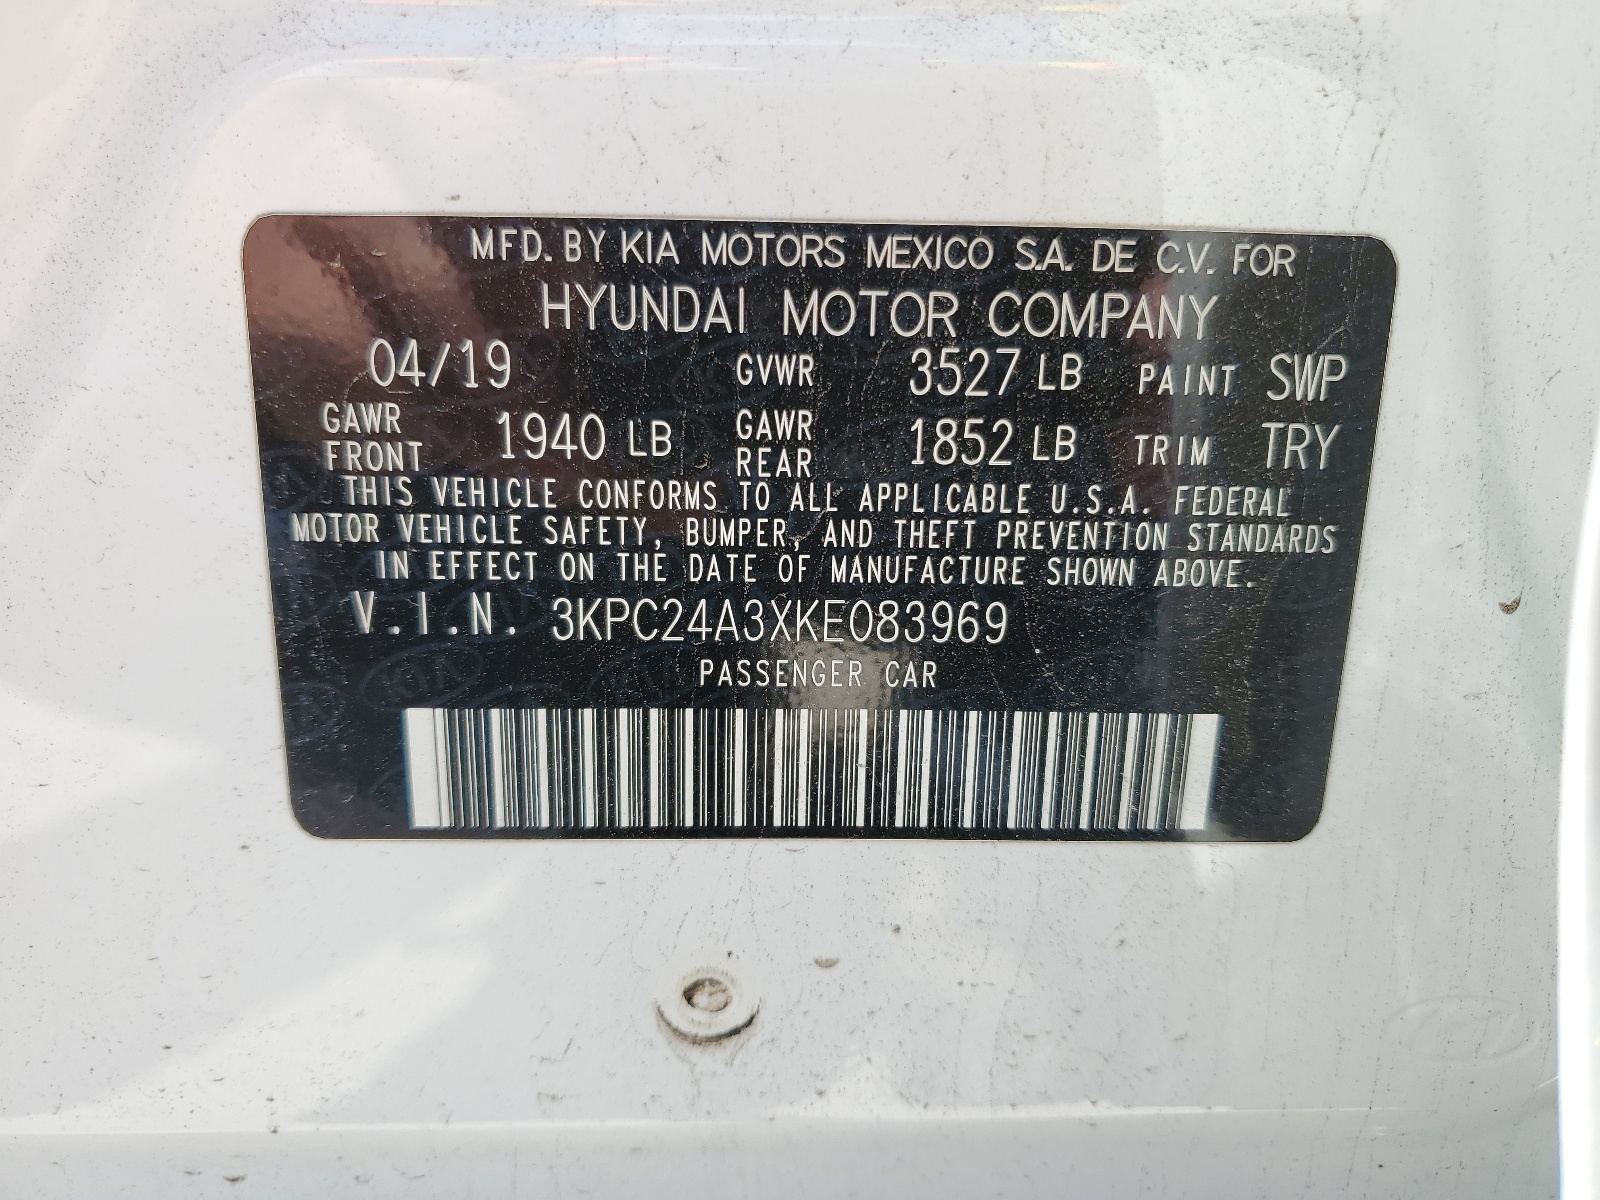 MFD. BY KIA MOTORS MEXICO S.A. DE C.V. FOR
HYUNDAI MOTOR COMPANY
04/19 GVWR 3527 LB PAINT SWP
GAWR FRONT 1940 LB GAWR REAR 1852 LB TRIM TRY
THIS VEHICLE CONFORMS TO ALL APPLICABLE U.S.A. FEDERAL
MOTOR VEHICLE SAFETY, BUMPER, AND THEFT PREVENTION STANDARDS
IN EFFECT ON THE DATE OF MANUFACTURE SHOWN ABOVE.
V.I.N. 3KPC24A3XKE083969
PASSENGER CAR